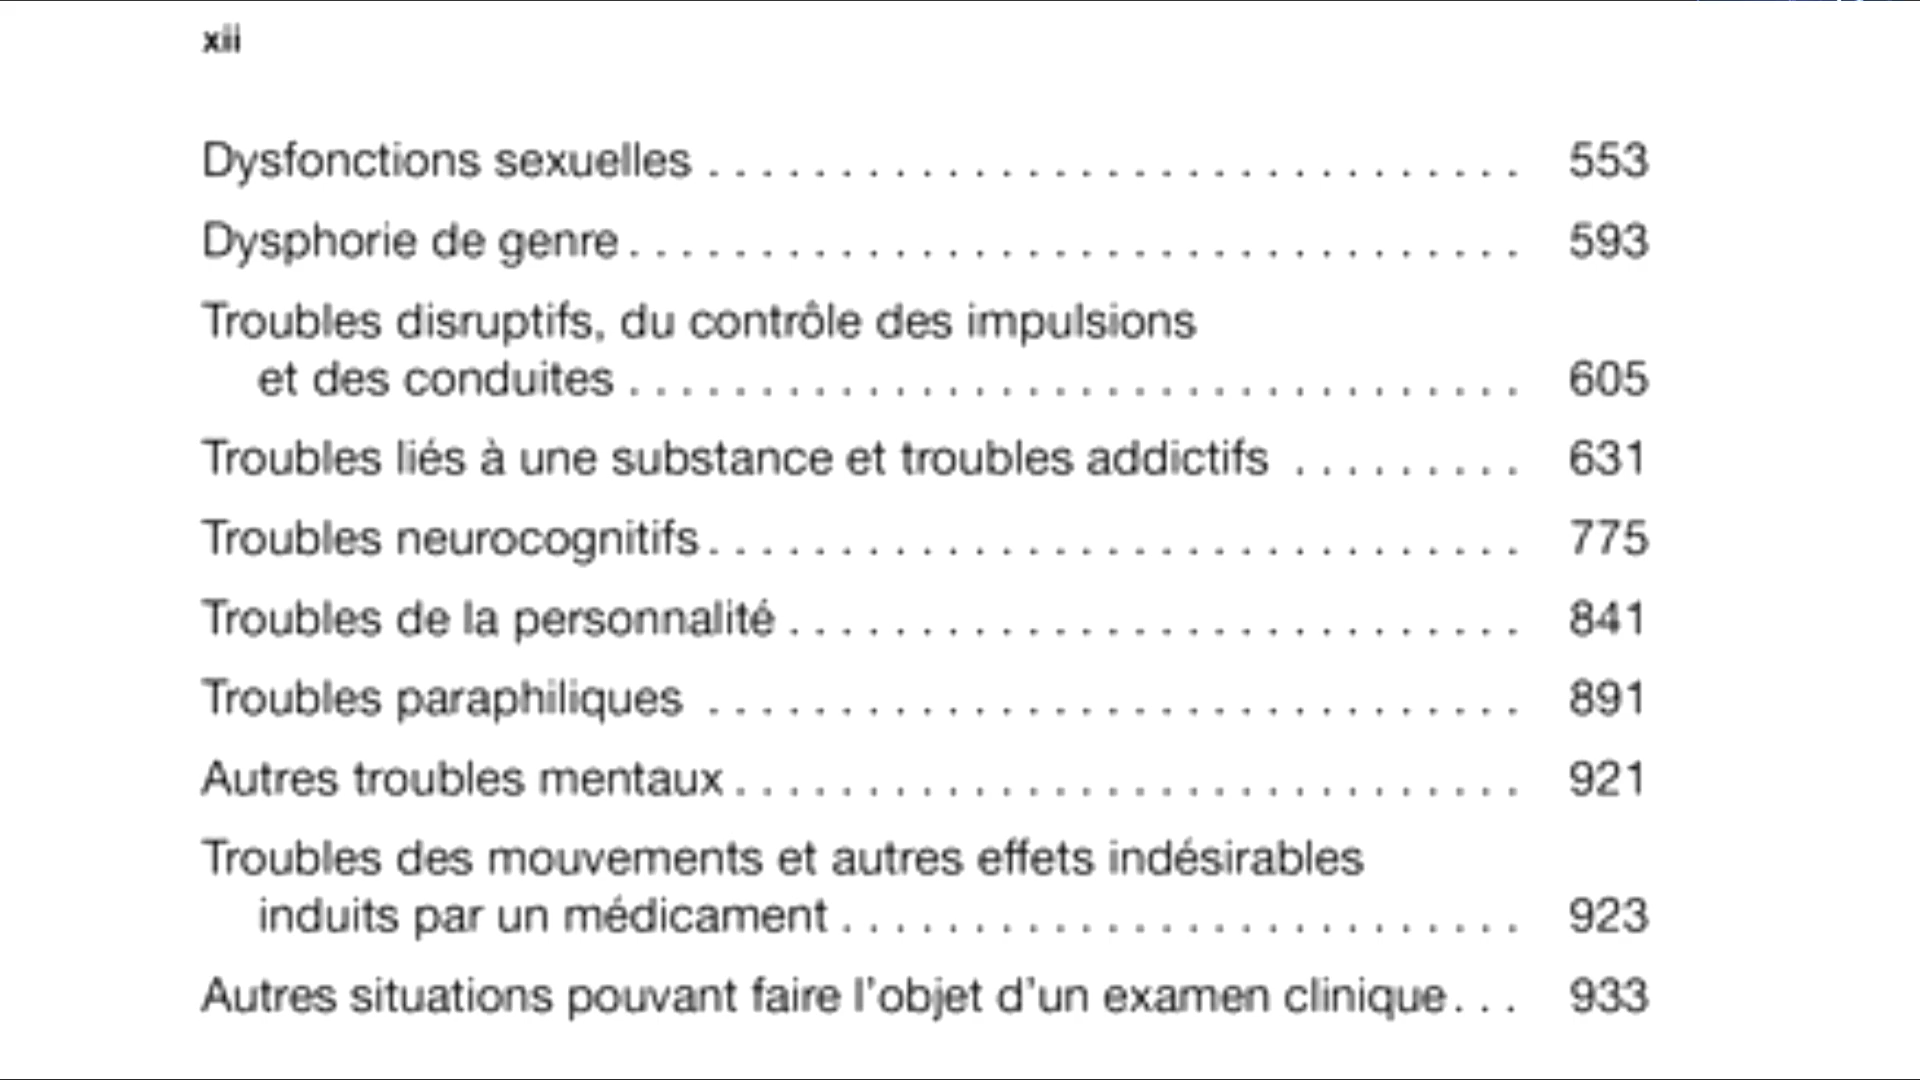 xii
Dysfonctions sexuelles . . . . . . . . . . . . . . . . . . . . . . . . . . . . . . . 553
Dysphorie de genre . . . . . . . . . . . . . . . . . . . . . . . . . . . . . . . . . . 593
Troubles disruptifs, du contrôle des impulsions
et des conduites . . . . . . . . . . . . . . . . . . . . . . . . . . . . . . . . . . 605
Troubles liés à une substance et troubles addictifs . . . . . . . . . 631
Troubles neurocognitifs . . . . . . . . . . . . . . . . . . . . . . . . . . . . . . . 775
Troubles de la personnalité . . . . . . . . . . . . . . . . . . . . . . . . . . . . 841
Troubles paraphiliques . . . . . . . . . . . . . . . . . . . . . . . . . . . . . . . 891
Autres troubles mentaux . . . . . . . . . . . . . . . . . . . . . . . . . . . . . . 921
Troubles des mouvements et autres effets indésirables
induits par un médicament . . . . . . . . . . . . . . . . . . . . . . . . . . 923
Autres situations pouvant faire l’objet d’un examen clinique . . . 933